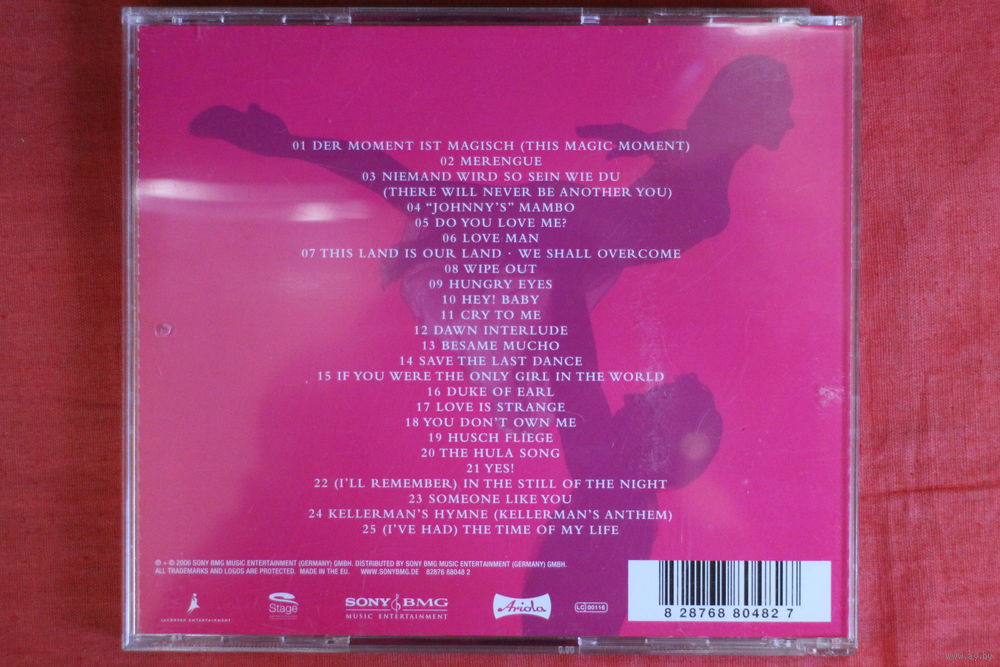 01 DER MOMENT IST MAGISCH (THIS MAGIC MOMENT)
02 MERENGUE
03 NIEMAND WIRD SO SEIN WIE DU
(THERE WILL NEVER BE ANOTHER YOU)
04 “JOHNNY’S” MAMBO
05 DO YOU LOVE ME?
06 LOVE MAN
07 THIS LAND IS OUR LAND · WE SHALL OVERCOME
08 WIPE OUT
09 HUNGRY EYES
10 HEY! BABY
11 CRY TO ME
12 DAWN INTERLUDE
13 BESAME MUCHO
14 SAVE THE LAST DANCE
15 IF YOU WERE THE ONLY GIRL IN THE WORLD
16 DUKE OF EARL
17 LOVE IS STRANGE
18 YOU DON’T OWN ME
19 HUSCH FLIEGE
20 THE HULA SONG
21 YES!
22 (I’LL REMEMBER) IN THE STILL OF THE NIGHT
23 SOMEONE LIKE YOU
24 KELLERMAN’S HYMNE (KELLERMAN’S ANTHEM)
25 (I’VE HAD) THE TIME OF MY LIFE
℗ + © 2006 SONY BMG MUSIC ENTERTAINMENT (GERMANY) GMBH. DISTRIBUTED BY SONY BMG MUSIC ENTERTAINMENT (GERMANY) GMBH.
ALL TRADEMARKS AND LOGOS ARE PROTECTED. MADE IN THE EU. WWW.SONYBMG.DE 82876 88048 2
JACOBSEN ENTERTAINMENT
Stage
ENTERTAINMENT
SONY BMG
MUSIC ENTERTAINMENT
Ariola
LC 00116
8 28768 80482 7
www.ay.by